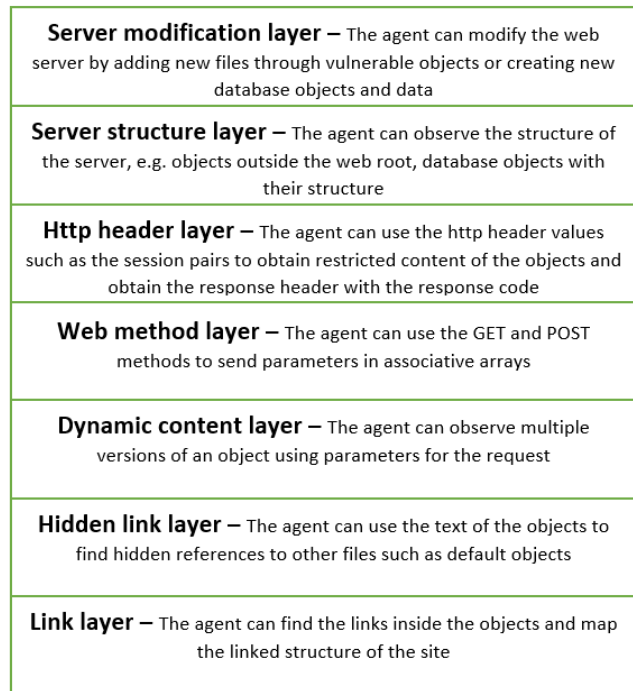 Server modification layer – The agent can modify the web
server by adding new files through vulnerable objects or creating new
database objects and data
Server structure layer – The agent can observe the structure of
the server, e.g. objects outside the web root, database objects with
their structure
Http header layer – The agent can use the http header values
such as the session pairs to obtain restricted content of the objects and
obtain the response header with the response code
Web method layer – The agent can use the GET and POST
methods to send parameters in associative arrays
Dynamic content layer – The agent can observe multiple
versions of an object using parameters for the request
Hidden link layer – The agent can use the text of the objects to
find hidden references to other files such as default objects
Link layer – The agent can find the links inside the objects and map
the linked structure of the site